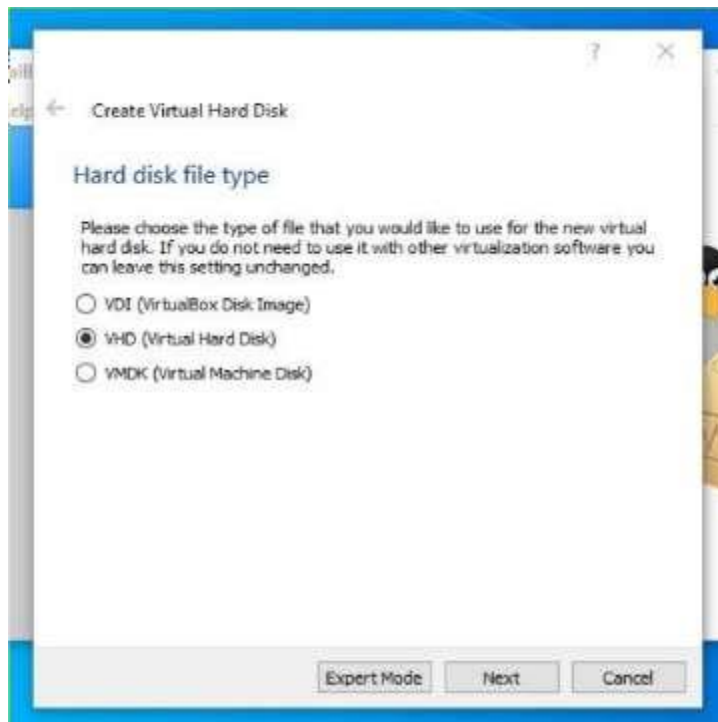 ?
Create Virtual Hard Disk
Hard disk file type
Please choose the type of file that you would like to use for the new virtual
hard disk. If you do not need to use it with other virtualization software you
can leave this setting unchanged.
VDI (VirtualBox Disk Image)
VHD (Virtual Hard Disk)
VMDK (Virtual Machine Disk)
Expert Mode Next Cancel